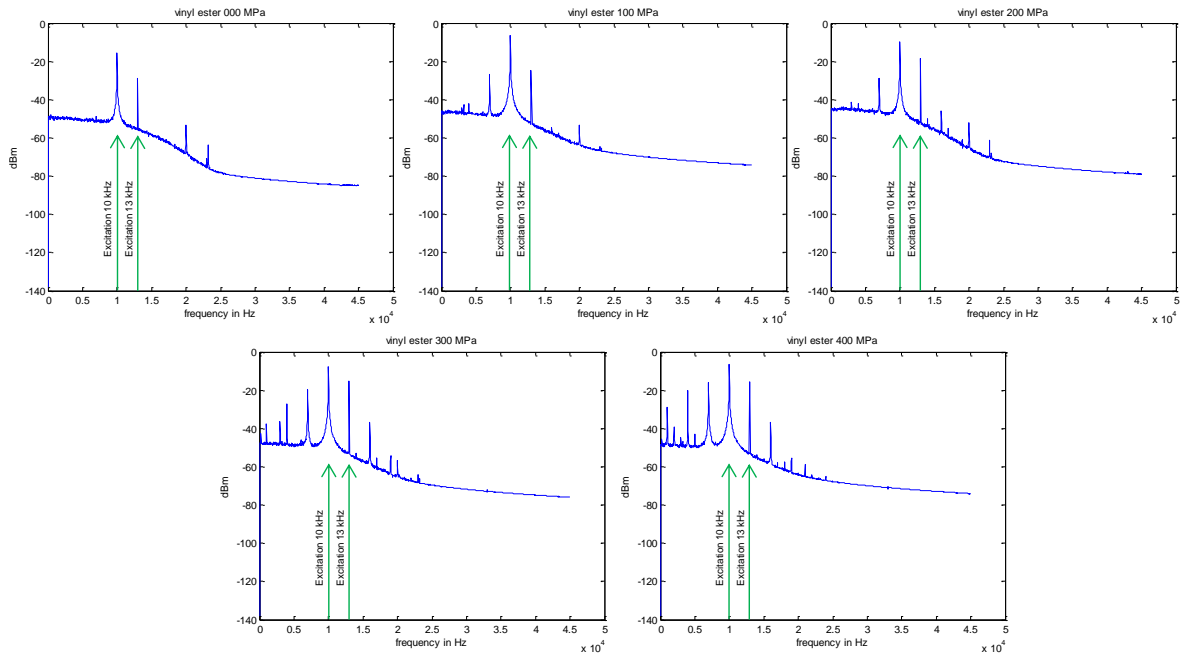 vinyl ester 000 MPa
0
-20
-40
-60
-80
-100
-120
-140
dBm
Excitation 10 kHz
Excitation 13 kHz
0 0.5 1 1.5 2 2.5 3 3.5 4 4.5 5
frequency in Hz
x 10⁴
vinyl ester 100 MPa
0
-20
-40
-60
-80
-100
-120
-140
dBm
Excitation 10 kHz
Excitation 13 kHz
0 0.5 1 1.5 2 2.5 3 3.5 4 4.5 5
frequency in Hz
x 10⁴
vinyl ester 200 MPa
0
-20
-40
-60
-80
-100
-120
-140
dBm
Excitation 10 kHz
Excitation 13 kHz
0 0.5 1 1.5 2 2.5 3 3.5 4 4.5 5
frequency in Hz
x 10⁴
vinyl ester 300 MPa
0
-20
-40
-60
-80
-100
-120
-140
dBm
Excitation 10 kHz
Excitation 13 kHz
0 0.5 1 1.5 2 2.5 3 3.5 4 4.5 5
frequency in Hz
x 10⁴
vinyl ester 400 MPa
0
-20
-40
-60
-80
-100
-120
-140
dBm
Excitation 10 kHz
Excitation 13 kHz
0 0.5 1 1.5 2 2.5 3 3.5 4 4.5 5
frequency in Hz
x 10⁴